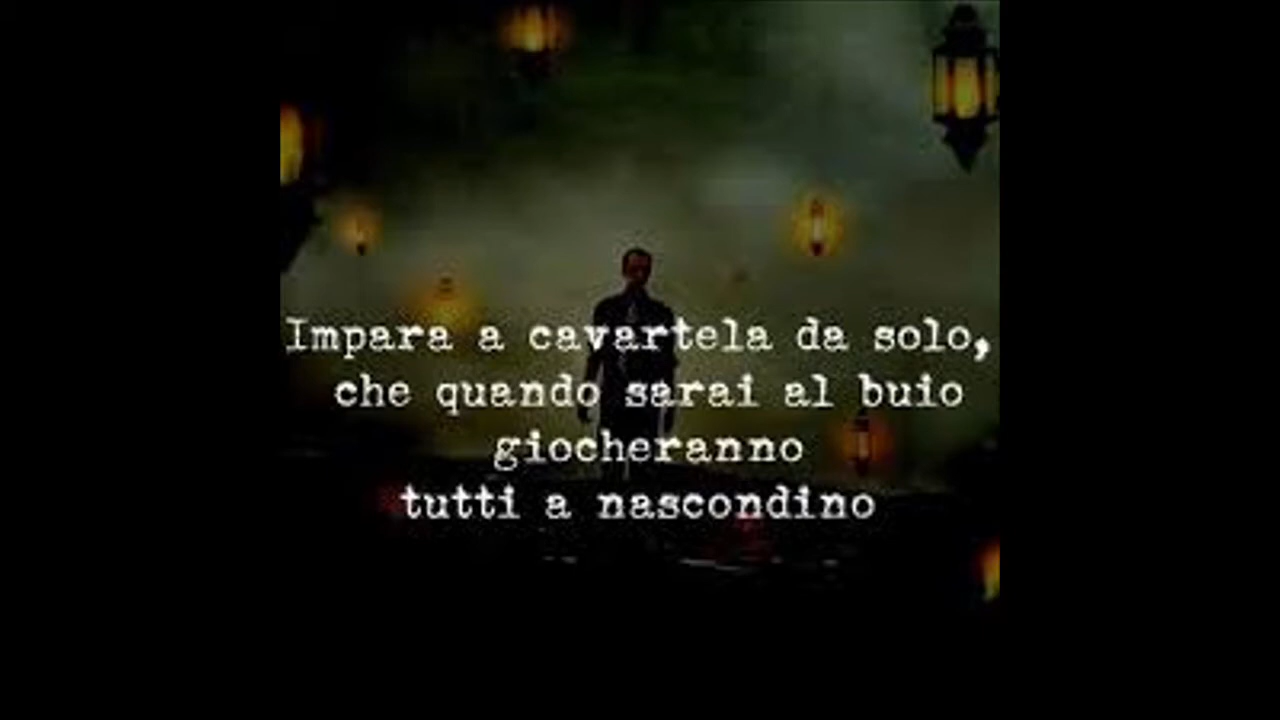 Impara a cavartela da solo,
che quando sarai al buio
giocheranno
tutti a nascondino